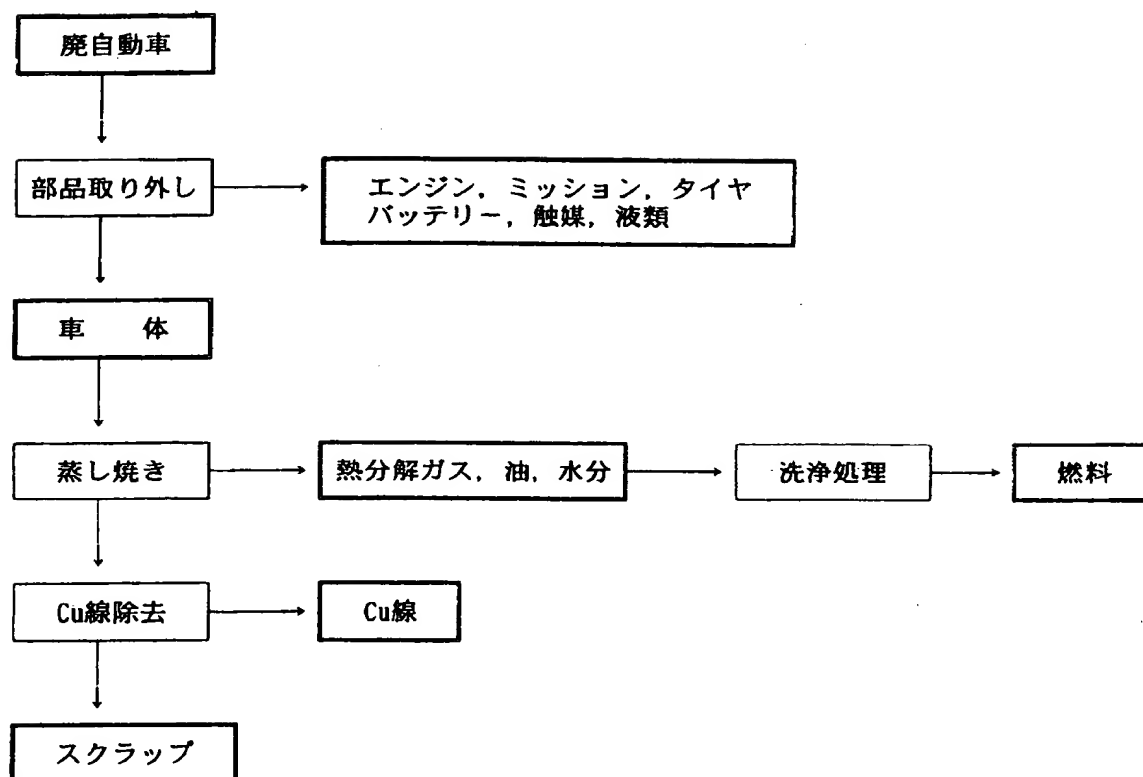 廃自動車
部品取り外し
エンジン, ミッション, タイヤ
バッテリー, 触媒, 液類
車 体
蒸し焼き
熱分解ガス, 油, 水分
洗浄処理
燃料
Cu線除去
Cu線
スクラップ